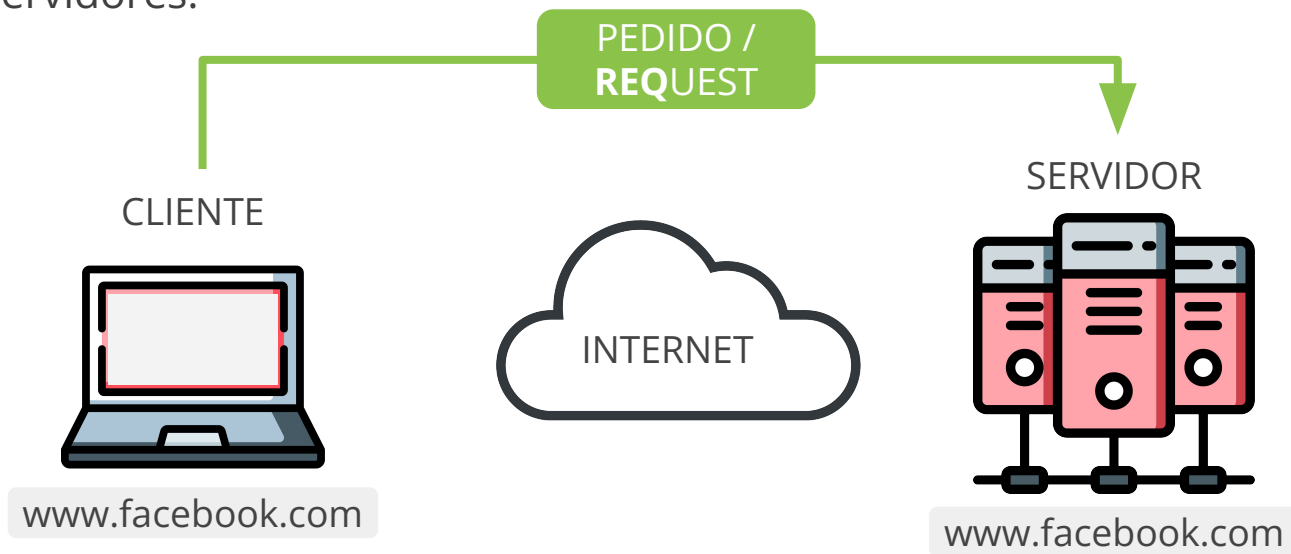 PEDIDO /
REQUEST
SERVIDOR
CLIENTE
INTERNET
www.facebook.com
www.facebook.com